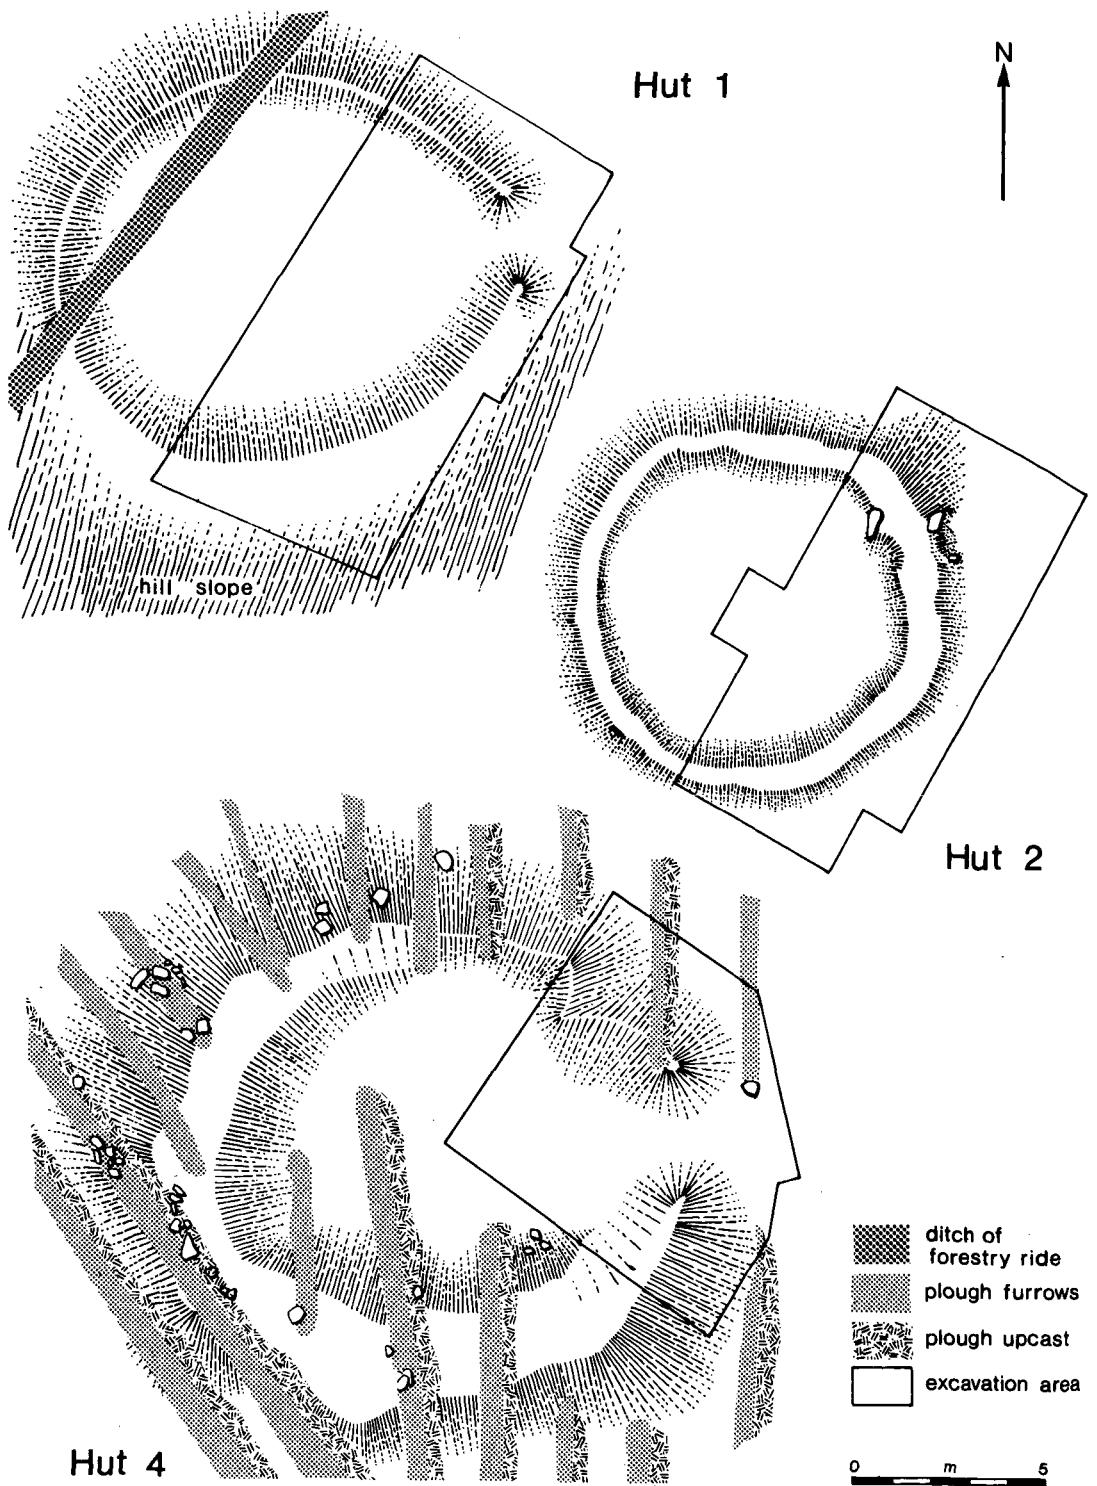 Hut 1
N
hill slope
Hut 2
ditch of
forestry ride
plough furrows
plough upcast
excavation area
Hut 4
0 m 5